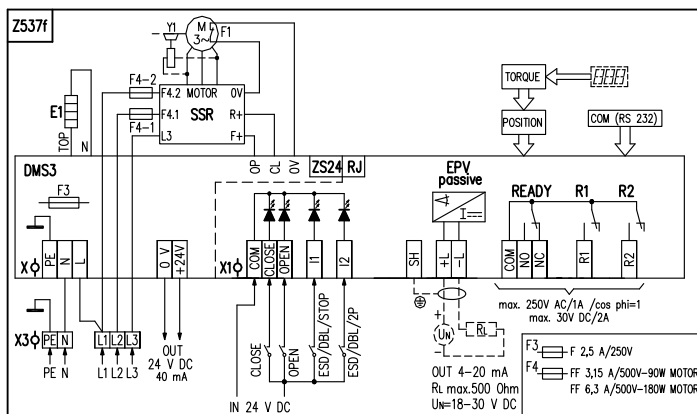 Z537f
Y1
M
3~
F1
F4-2
F4.2 MOTOR 0V
SSR
F4.1 R+
F4-1
L3 F+
E1
TOP
N
OP
CL
OV
TORQUE
POSITION
COM (RS 232)
DMS3
ZS24 RJ
EPV
passive
F3
I
READY R1 R2
X
PE
N
L
0 V
+24V
X1
COM
CLOSE
OPEN
I1
I2
SH
+L
-L
COM
NO
NC
R1
R2
max. 250V AC/1A /cos phi=1
max. 30V DC/2A
X3
PE N
L1 L2 L3
PE N L1 L2 L3
OUT
24 V DC
40 mA
CLOSE
OPEN
ESD/DBL/STOP
ESD/DBL/2P
IN 24 V DC
+
UN
-
RL
OUT 4-20 mA
RL max.500 Ohm
UN=18-30 V DC
F3 F 2,5 A/250V
F4 FF 3,15 A/500V-90W MOTOR
FF 6,3 A/500V-180W MOTOR